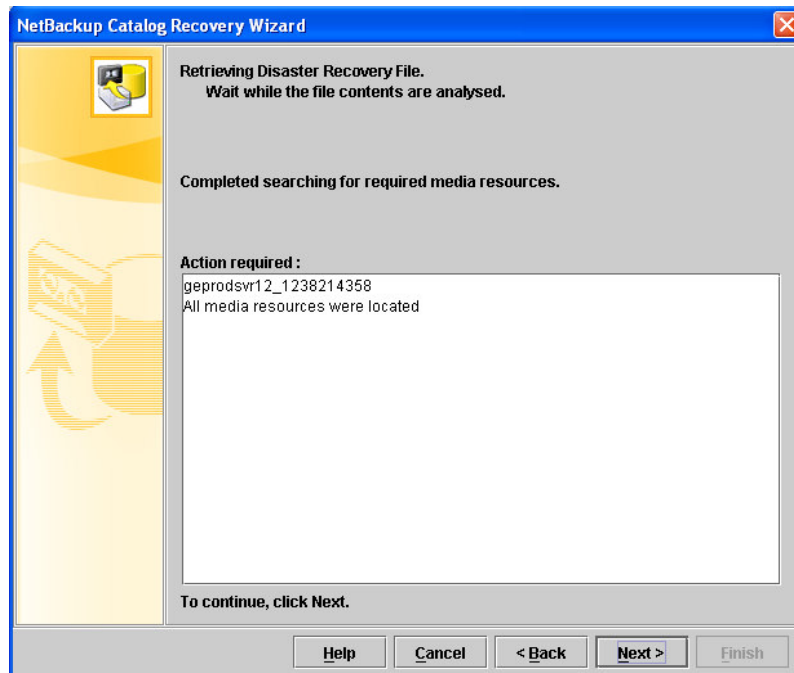 NetBackup Catalog Recovery Wizard
Retrieving Disaster Recovery File.
Wait while the file contents are analysed.
Completed searching for required media resources.
Action required :
geprodsvr12_1238214358
All media resources were located
To continue, click Next.
Help Cancel < Back Next > Finish